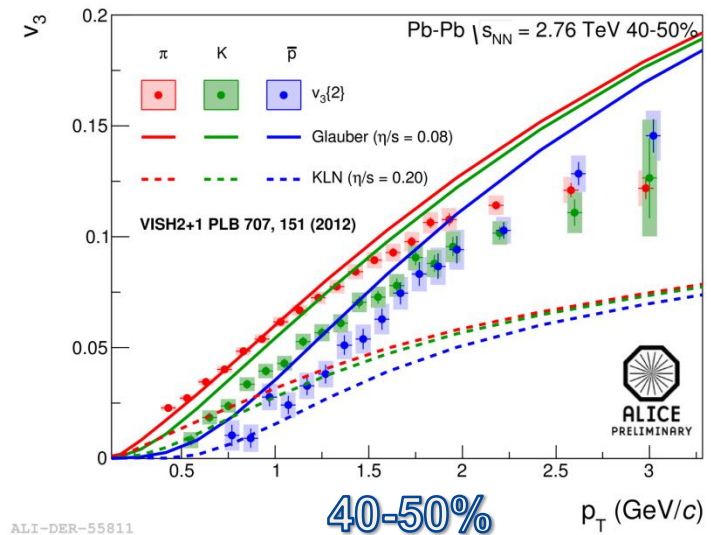 v₃
0.2
0.15
0.1
0.05
0
Pb-Pb √sNN = 2.76 TeV 40-50%
π K p̅
v₃{2}
Glauber (η/s = 0.08)
KLN (η/s = 0.20)
VISH2+1 PLB 707, 151 (2012)
ALICE
PRELIMINARY
0.5 1 1.5 2 2.5 3
40-50%
pT (GeV/c)
ALI-DER-55811